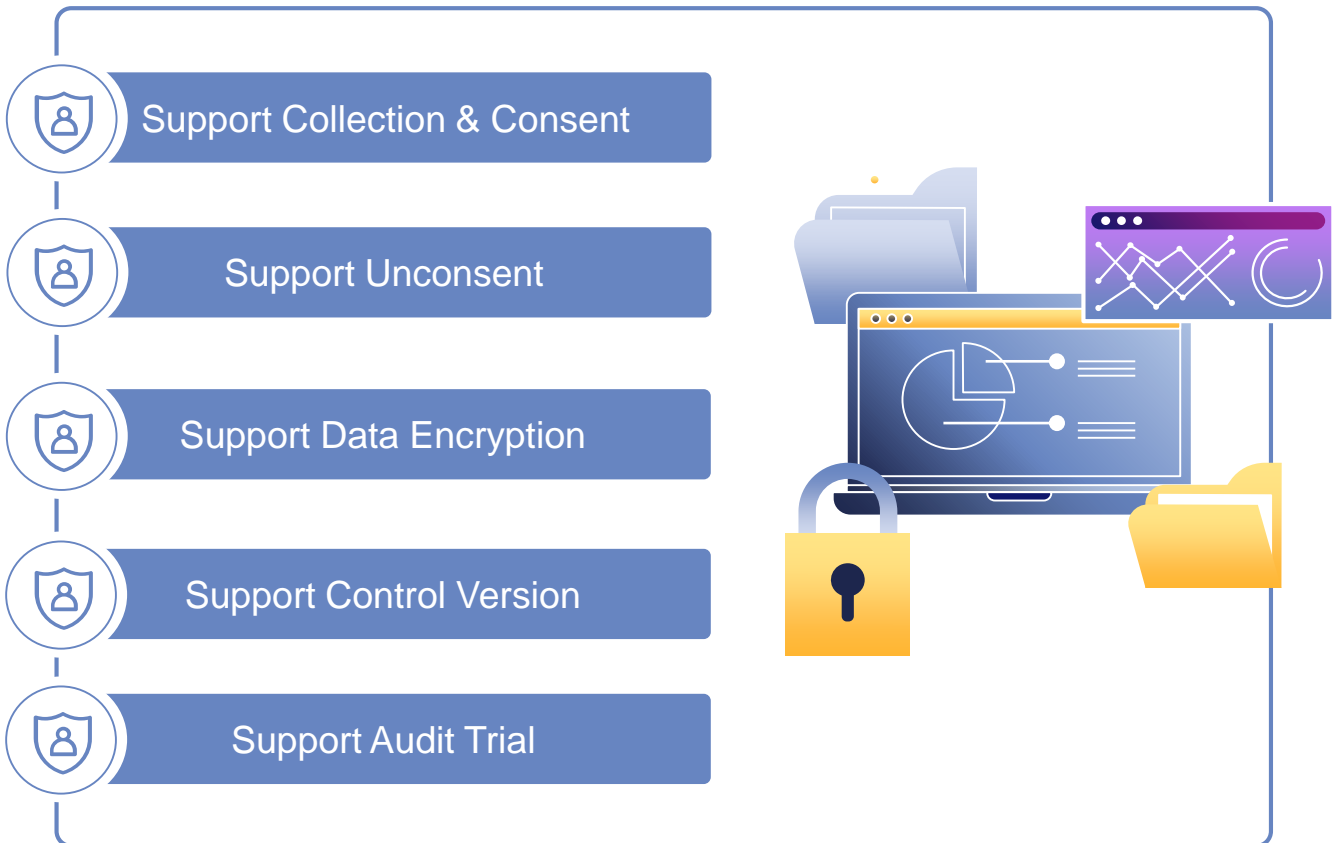 Support Collection & Consent
Support Unconsent
Support Data Encryption
Support Control Version
Support Audit Trial